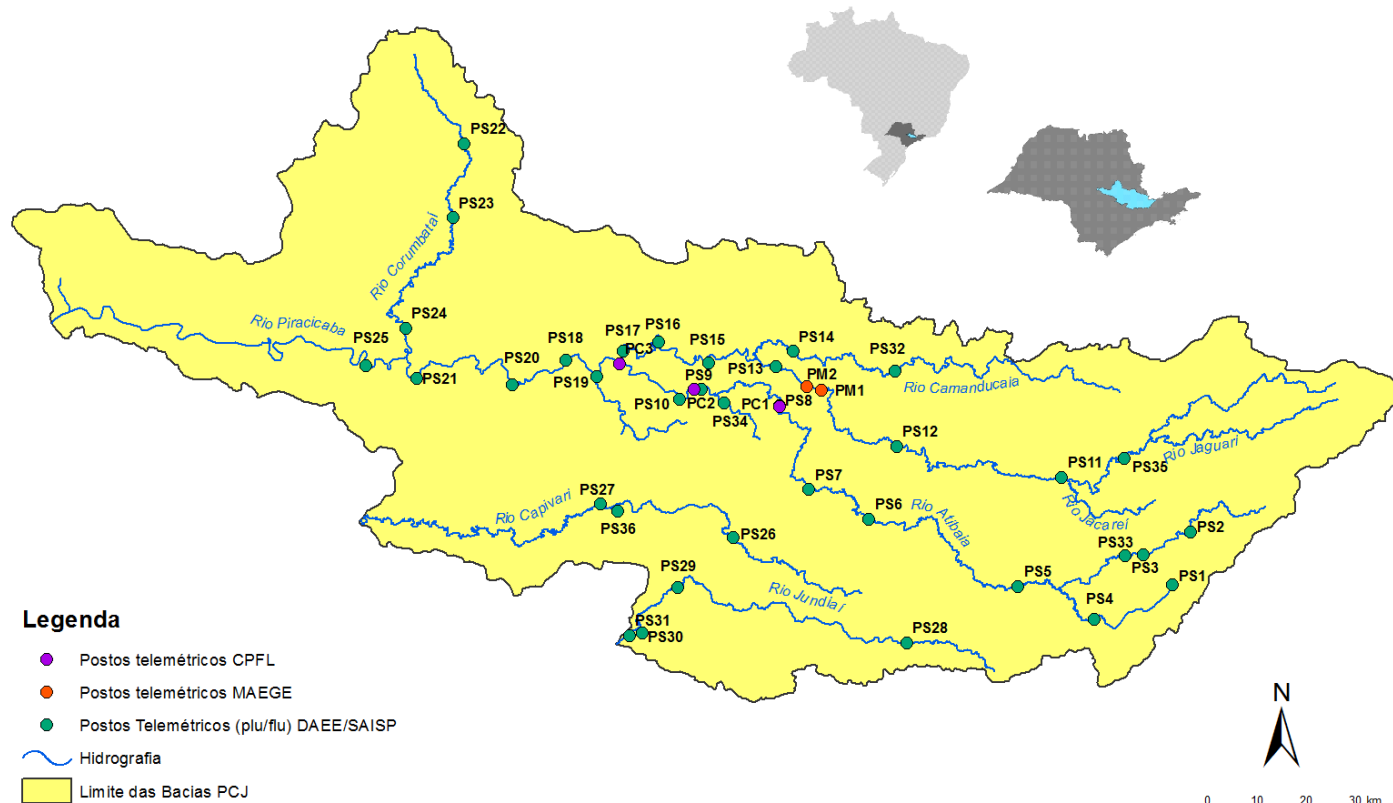 PS22
PS23
Rio Corumbataí
PS24
Rio Piracicaba
PS25
PS21
PS20
PS18
PS19
PS17
PC3
PS16
PS15
PS14
PS13
PS32
Rio Camanducaia
PM2
PM1
PS9
PS10
PC2
PS34
PC1
PS8
PS12
PS11
PS35
Rio Jaguari
Rio Jacareí
PS7
PS6
Rio Atibaia
PS2
PS33
PS3
PS1
PS5
PS4
PS27
Rio Capivari
PS36
PS26
PS29
Rio Jundiaí
PS28
PS31
PS30
Legenda
Postos telemétricos CPFL
Postos telemétricos MAEGE
Postos Telemétricos (plu/flu) DAEE/SAISP
Hidrografia
Limite das Bacias PCJ
N
0 10 20 30 km